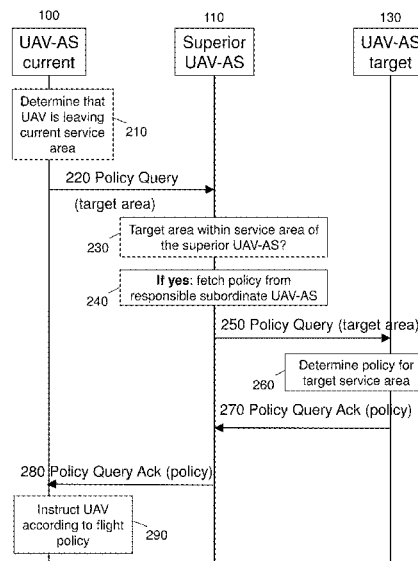 100
110
130
UAV-AS
current
Superior
UAV-AS
UAV-AS
target
Determine that
UAV is leaving
current service
area
210
220 Policy Query
(target area)
Target area within service area of
the superior UAV-AS?
230
If yes: fetch policy from
responsible subordinate UAV-AS
240
250 Policy Query (target area)
Determine policy for
target service area
260
270 Policy Query Ack (policy)
280 Policy Query Ack (policy)
Instruct UAV
according to flight
policy
290